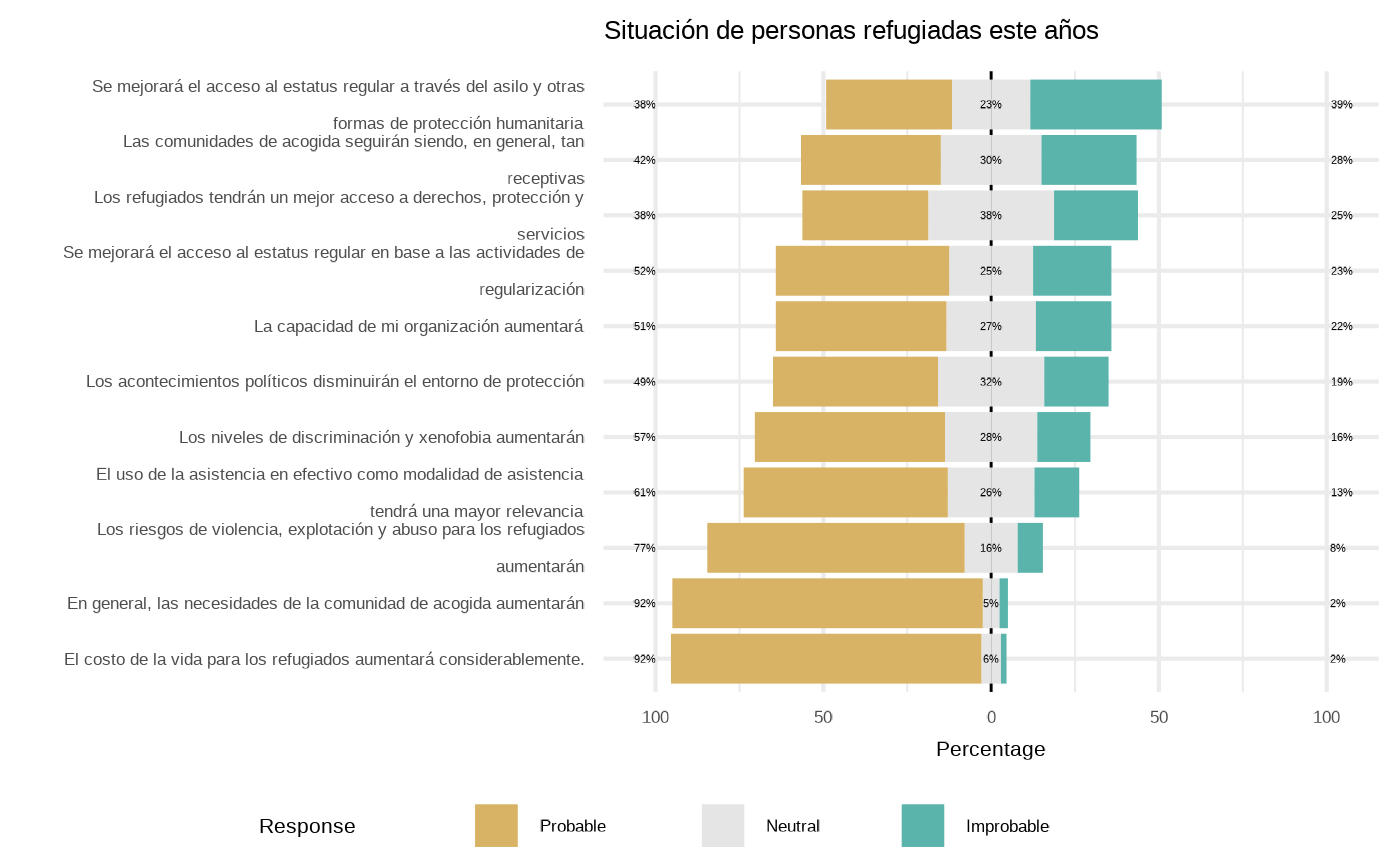 Situación de personas refugiadas este años
Se mejorará el acceso al estatus regular a través del asilo y otras
formas de protección humanitaria
38%
23%
39%
Las comunidades de acogida seguirán siendo, en general, tan
receptivas
42%
30%
28%
Los refugiados tendrán un mejor acceso a derechos, protección y
servicios
38%
38%
25%
Se mejorará el acceso al estatus regular en base a las actividades de
regularización
52%
25%
23%
La capacidad de mi organización aumentará
51%
27%
22%
Los acontecimientos políticos disminuirán el entorno de protección
49%
32%
19%
Los niveles de discriminación y xenofobia aumentarán
57%
28%
16%
El uso de la asistencia en efectivo como modalidad de asistencia
tendrá una mayor relevancia
61%
26%
13%
Los riesgos de violencia, explotación y abuso para los refugiados
aumentarán
77%
16%
8%
En general, las necesidades de la comunidad de acogida aumentarán
92%
5%
2%
El costo de la vida para los refugiados aumentará considerablemente.
92%
6%
2%
100 50 0 50 100
Percentage
Response Probable Neutral Improbable